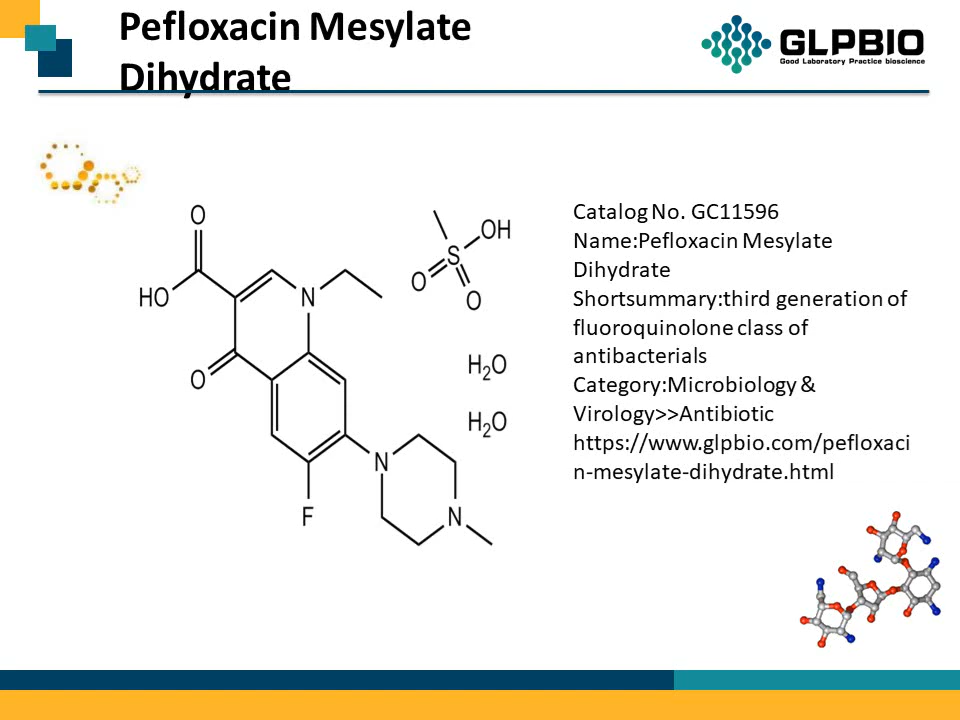 Pefloxacin Mesylate
Dihydrate
GLPBIO
Good Laboratory Practice bioscience
O
HO
N
O
F
N
N
S
OH
O
O
H₂O
H₂O
Catalog No. GC11596
Name:Pefloxacin Mesylate
Dihydrate
Shortsummary:third generation of
fluoroquinolone class of
antibacterials
Category:Microbiology &
Virology>>Antibiotic
https://www.glpbio.com/pefloxaci
n-mesylate-dihydrate.html